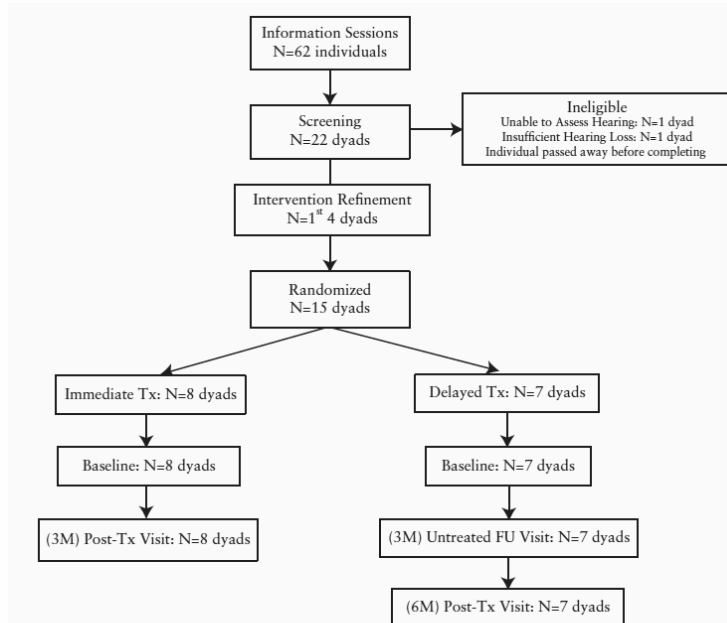 Information Sessions
N=62 individuals
Screening
N=22 dyads
Ineligible
Unable to Assess Hearing: N=1 dyad
Insufficient Hearing Loss: N=1 dyad
Individual passed away before completing
Intervention Refinement
N=1st 4 dyads
Randomized
N=15 dyads
Immediate Tx: N=8 dyads
Delayed Tx: N=7 dyads
Baseline: N=8 dyads
Baseline: N=7 dyads
(3M) Post-Tx Visit: N=8 dyads
(3M) Untreated FU Visit: N=7 dyads
(6M) Post-Tx Visit: N=7 dyads